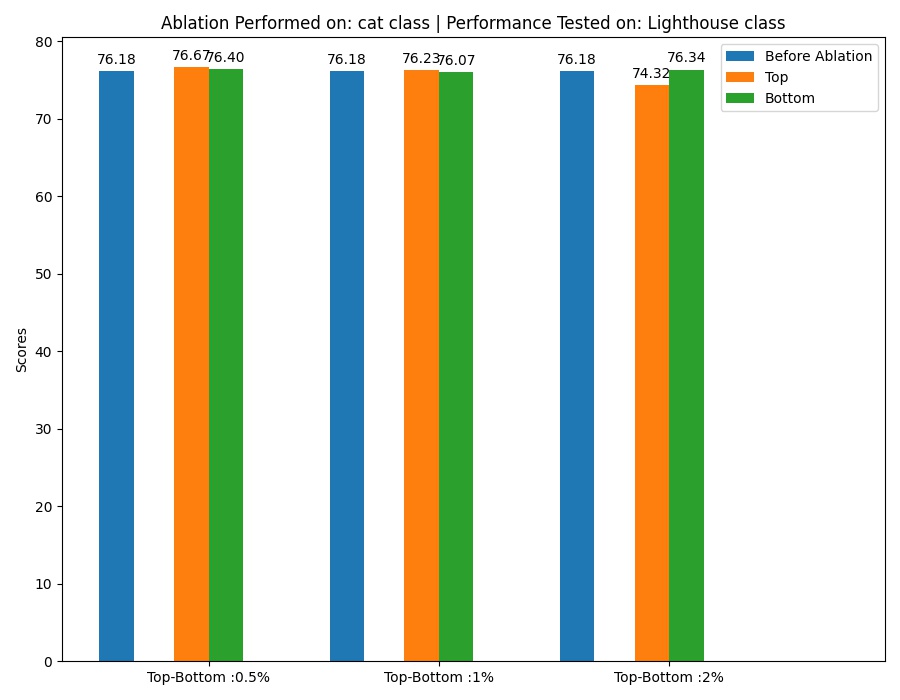 Ablation Performed on: cat class | Performance Tested on: Lighthouse class
80
70
60
50
40
30
20
10
0
Scores
76.18
76.67
76.40
76.18
76.23
76.07
76.18
74.32
76.34
Before Ablation
Top
Bottom
Top-Bottom :0.5%
Top-Bottom :1%
Top-Bottom :2%